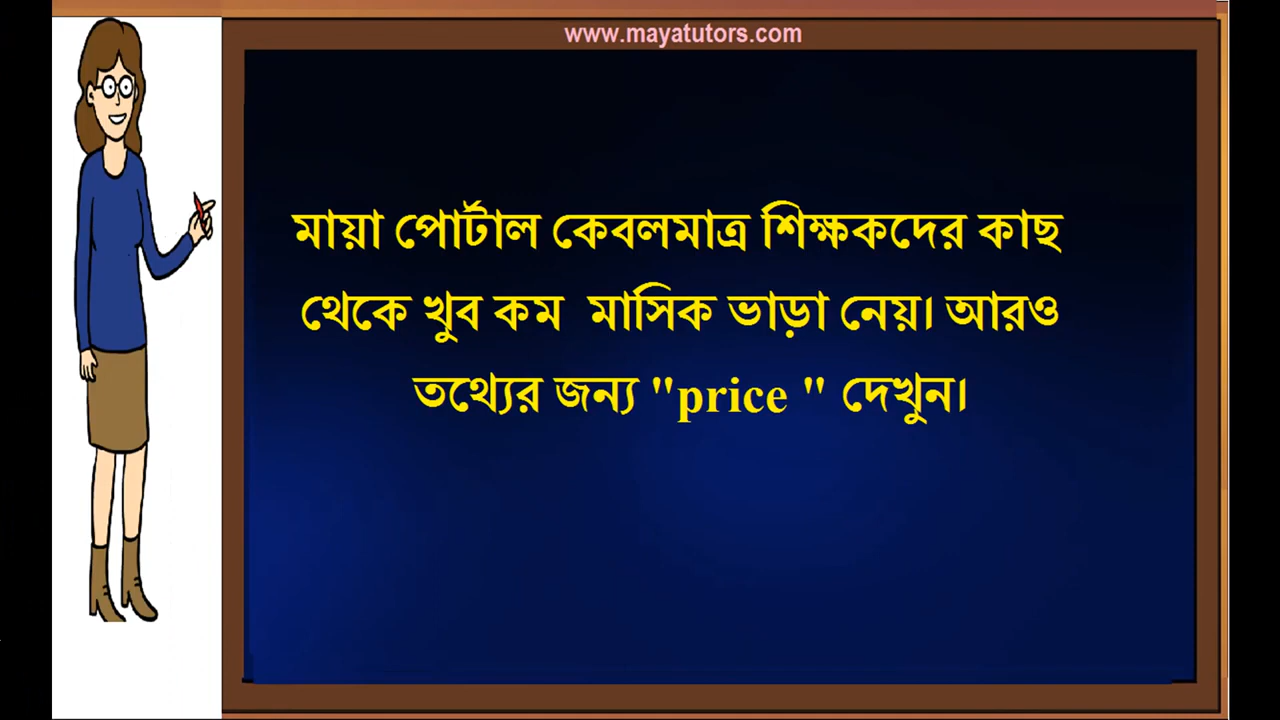 www.mayatutors.com
মায়া পোর্টাল কেবলমাত্র শিক্ষকদের কাছ
থেকে খুব কম মাসিক ভাড়া নেয়। আরও
তথ্যের জন্য "price " দেখুন।